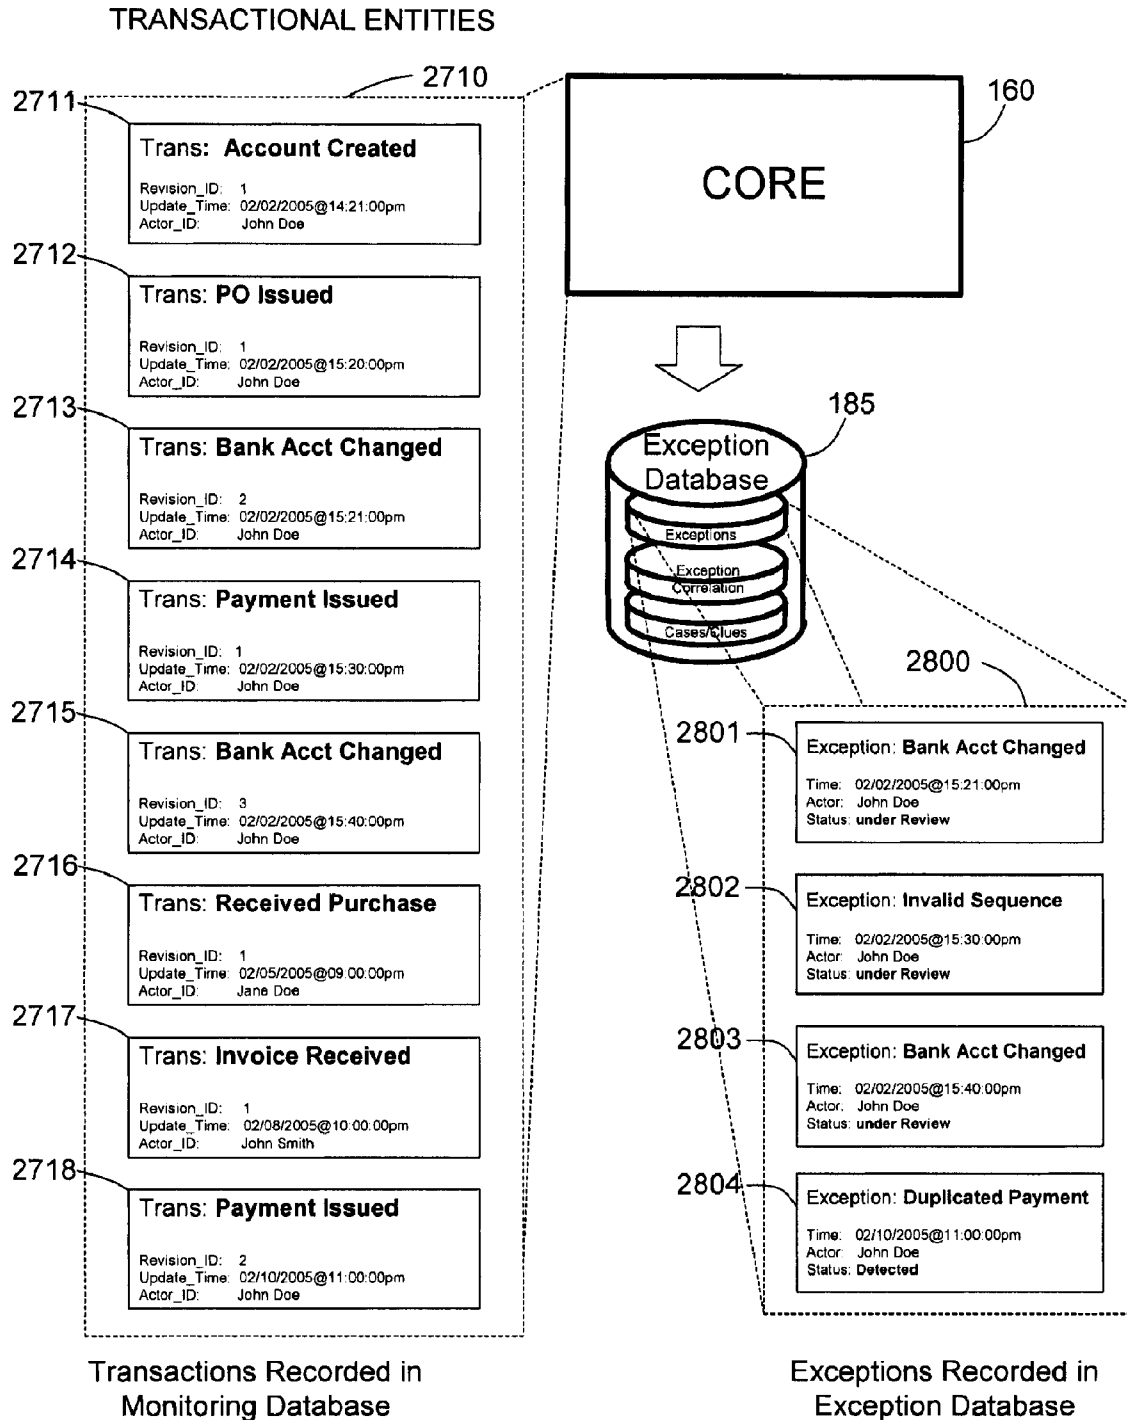 TRANSACTIONAL ENTITIES
2710
2711
Trans: Account Created
Revision_ID: 1
Update_Time: 02/02/2005@14:21:00pm
Actor_ID: John Doe
2712
Trans: PO Issued
Revision_ID: 1
Update_Time: 02/02/2005@15:20:00pm
Actor_ID: John Doe
2713
Trans: Bank Acct Changed
Revision_ID: 2
Update_Time: 02/02/2005@15:21:00pm
Actor_ID: John Doe
2714
Trans: Payment Issued
Revision_ID: 1
Update_Time: 02/02/2005@15:30:00pm
Actor_ID: John Doe
2715
Trans: Bank Acct Changed
Revision_ID: 3
Update_Time: 02/02/2005@15:40:00pm
Actor_ID: John Doe
2716
Trans: Received Purchase
Revision_ID: 1
Update_Time: 02/05/2005@09:00:00pm
Actor_ID: Jane Doe
2717
Trans: Invoice Received
Revision_ID: 1
Update_Time: 02/08/2005@10:00:00pm
Actor_ID: John Smith
2718
Trans: Payment Issued
Revision_ID: 2
Update_Time: 02/10/2005@11:00:00pm
Actor_ID: John Doe
Transactions Recorded in
Monitoring Database
160
CORE
185
Exception
Database
Exceptions
Exception
Correlation
Cases/Clues
2800
2801
Exception: Bank Acct Changed
Time: 02/02/2005@15:21:00pm
Actor: John Doe
Status: under Review
2802
Exception: Invalid Sequence
Time: 02/02/2005@15:30:00pm
Actor: John Doe
Status: under Review
2803
Exception: Bank Acct Changed
Time: 02/02/2005@15:40:00pm
Actor: John Doe
Status: under Review
2804
Exception: Duplicated Payment
Time: 02/10/2005@11:00:00pm
Actor: John Doe
Status: Detected
Exceptions Recorded in
Exception Database